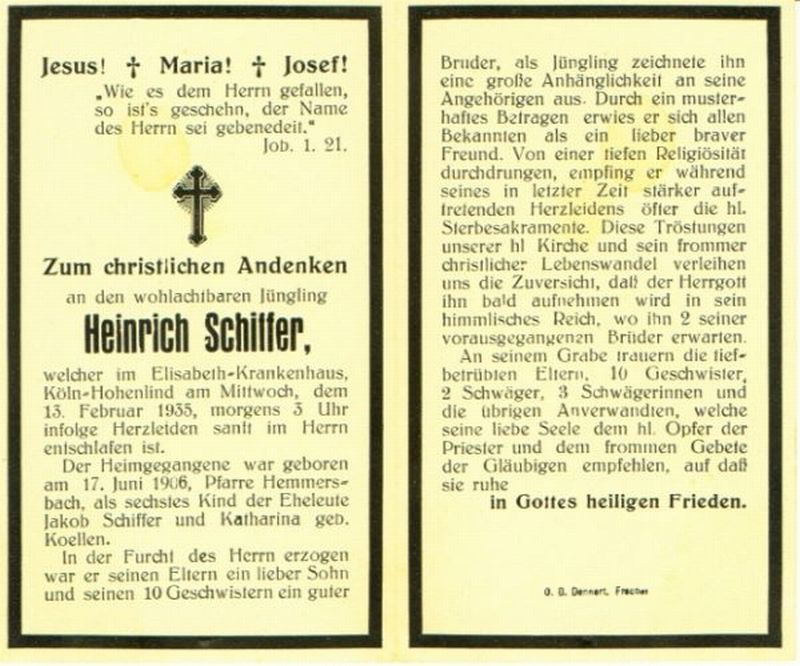 Jesus! ✝ Maria! ✝ Josef!
„Wie es dem Herrn gefallen,
so ist's geschehn, der Name
des Herrn sei gebenedeit.“
Job. 1. 21.
Zum christlichen Andenken
an den wohlachtbaren Jüngling
Heinrich Schiffer,
welcher im Elisabeth-Krankenhaus,
Köln-Hohenlind am Mittwoch, dem
13. Februar 1935, morgens 3 Uhr
infolge Herzleiden sanft im Herrn
entschlafen ist.
Der Heimgegangene war geboren
am 17. Juni 1906, Pfarre Hemmers-
bach, als sechstes Kind der Eheleute
Jakob Schiffer und Katharina geb.
Koellen.
In der Furcht des Herrn erzogen
war er seinen Eltern ein lieber Sohn
und seinen 10 Geschwistern ein guter
Bruder, als Jüngling zeichnete ihn
eine große Anhänglichkeit an seine
Angehörigen aus. Durch ein muster-
haftes Betragen erwies er sich allen
Bekannten als ein lieber braver
Freund. Von einer tiefen Religiösität
durchdrungen, empfing er während
seines in letzter Zeit stärker auf-
tretenden Herzleidens öfter die hl.
Sterbesakramente. Diese Tröstungen
unserer hl Kirche und sein frommer
christlicher Lebenswandel verleihen
uns die Zuversicht, daß der Herrgott
ihn bald aufnehmen wird in sein
himmlisches Reich, wo ihn 2 seiner
vorausgegangenen Brüder erwarten.
An seinem Grabe trauern die tief-
betrübten Eltern, 10 Geschwister,
2 Schwäger, 3 Schwägerinnen und
die übrigen Anverwandten, welche
seine liebe Seele dem hl. Opfer der
Priester und dem frommen Gebete
der Gläubigen empfehlen, auf daß
sie ruhe
in Gottes heiligen Frieden.
Dennert,